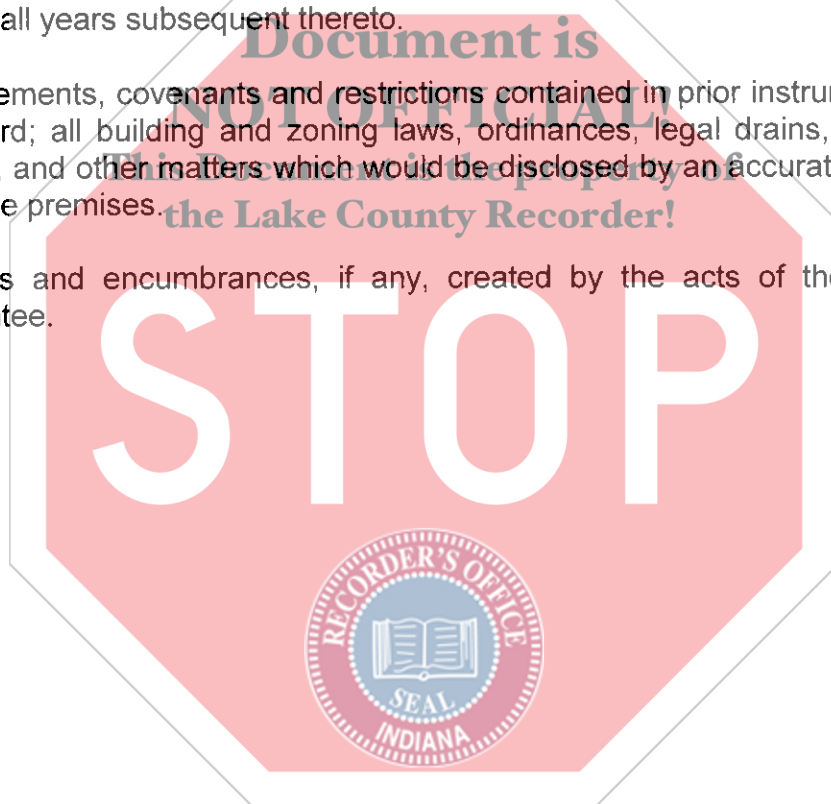 all years subsequent thereto.
Document is
NOT OFFICIAL!
ements, covenants and restrictions contained in prior instrum
rd; all building and zoning laws, ordinances, legal drains,
and other matters which would be disclosed by an accurat
This Document is the property of
e premises.
the Lake County Recorder!
s and encumbrances, if any, created by the acts of the
tee.
STOP
RECORDER'S OFFICE
SEAL
INDIANA